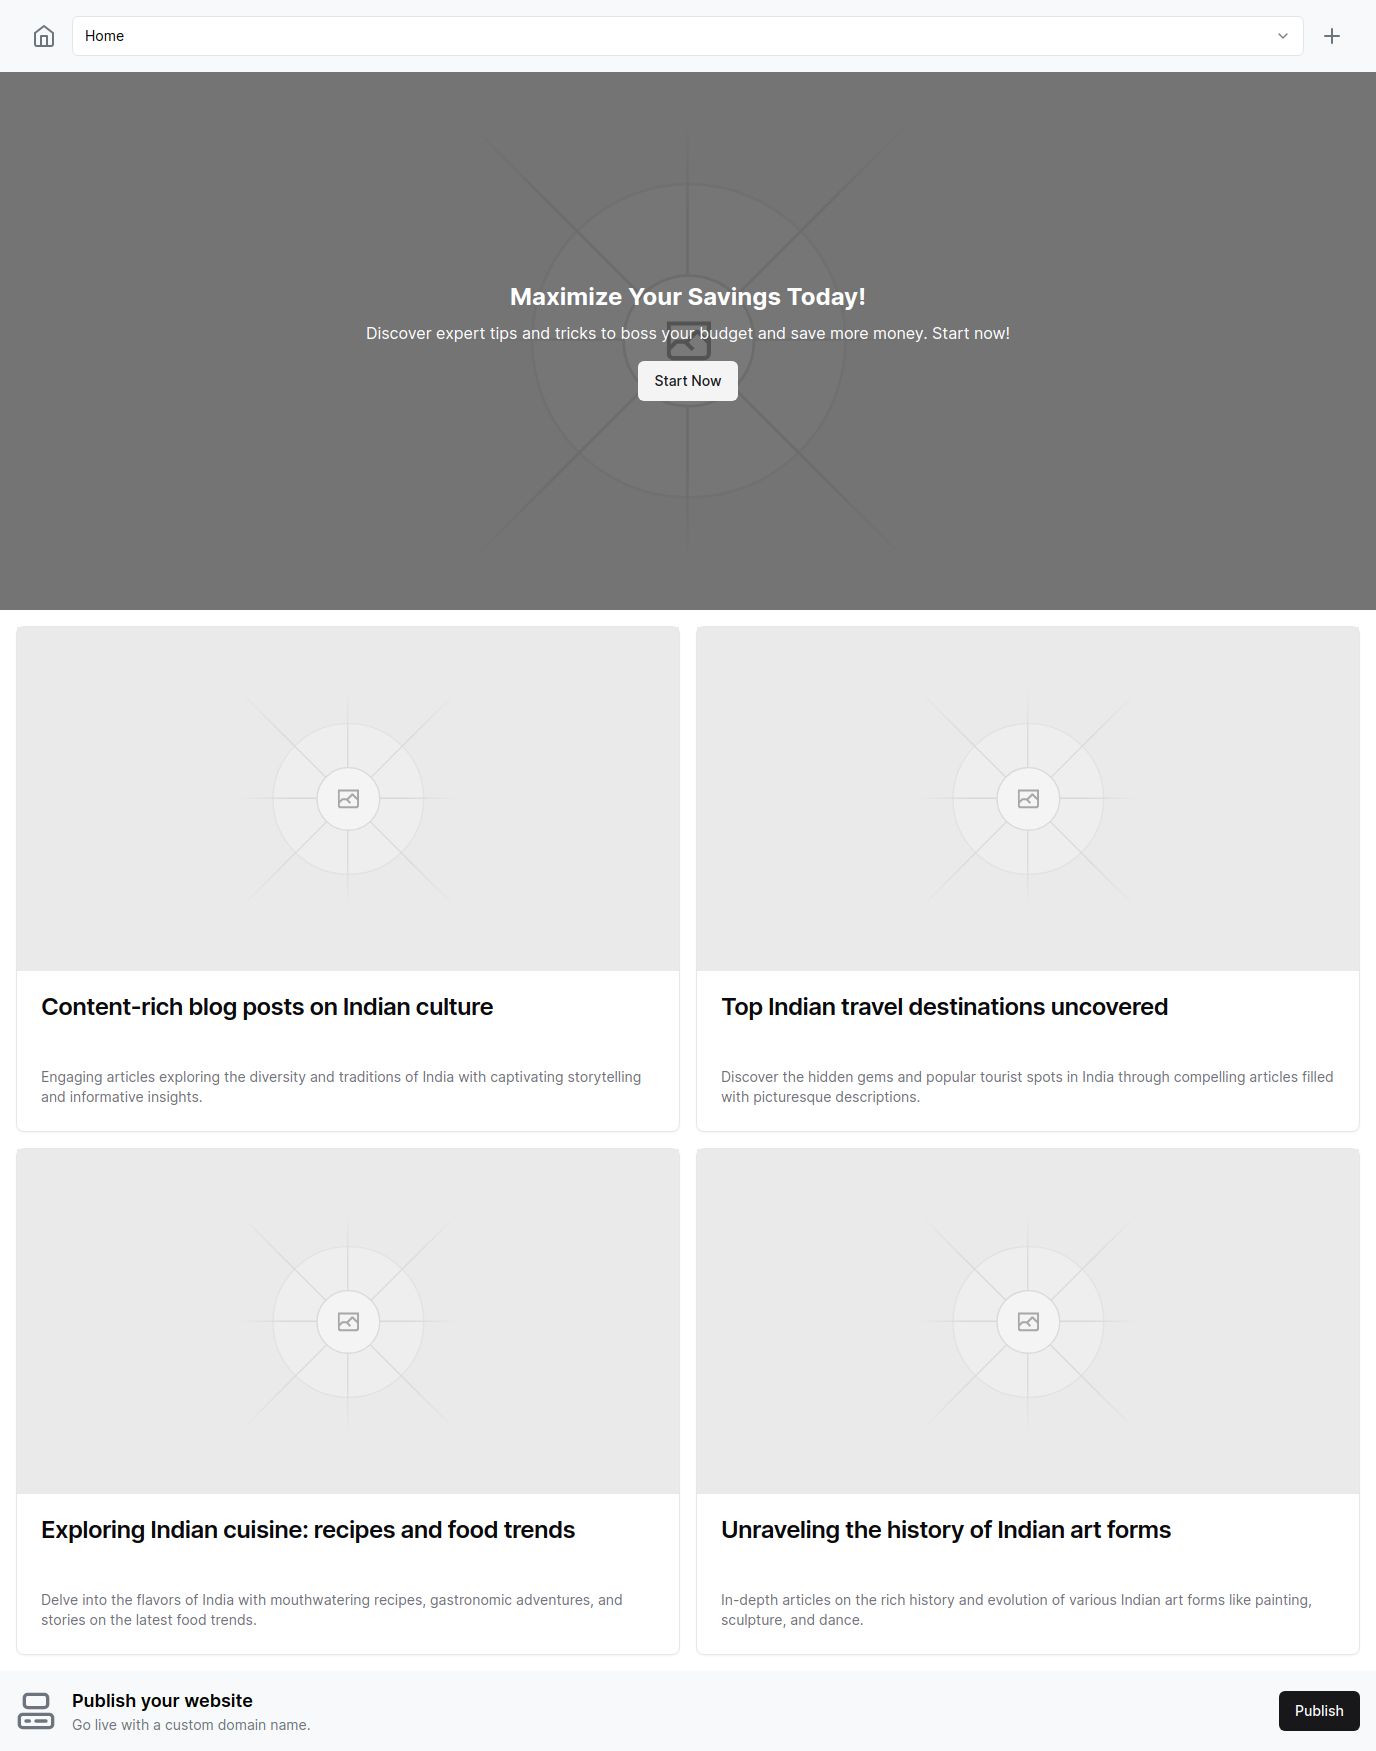 Home
Maximize Your Savings Today!
Discover expert tips and tricks to boss your budget and save more money. Start now!
Start Now
Content-rich blog posts on Indian culture
Engaging articles exploring the diversity and traditions of India with captivating storytelling
and informative insights.
Top Indian travel destinations uncovered
Discover the hidden gems and popular tourist spots in India through compelling articles filled
with picturesque descriptions.
Exploring Indian cuisine: recipes and food trends
Delve into the flavors of India with mouthwatering recipes, gastronomic adventures, and
stories on the latest food trends.
Unraveling the history of Indian art forms
In-depth articles on the rich history and evolution of various Indian art forms like painting,
sculpture, and dance.
Publish your website
Go live with a custom domain name.
Publish